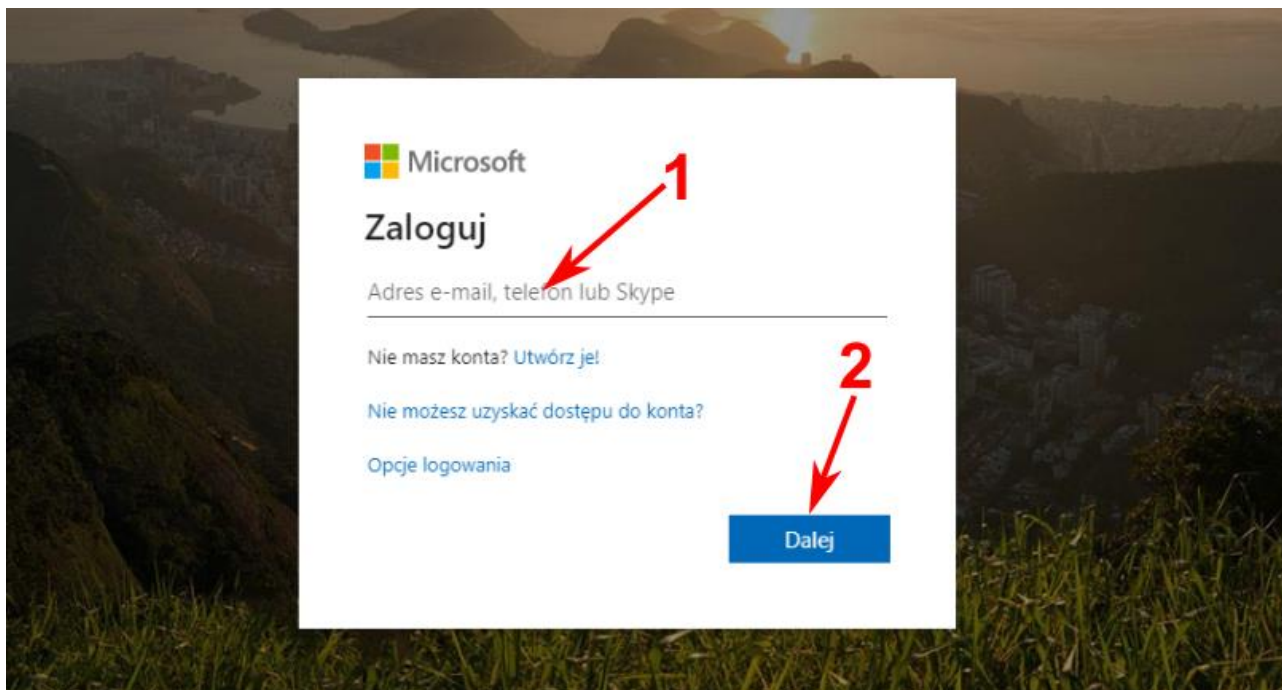 Microsoft
1
Zaloguj
Adres e-mail, telefon lub Skype
Nie masz konta? Utwórz je!
2
Nie możesz uzyskać dostępu do konta?
Opcje logowania
Dalej